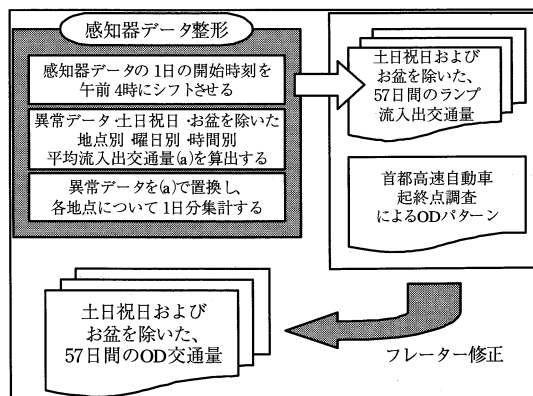 感知器データ整形
感知器データの1日の開始時刻を
午前4時にシフトさせる
異常データ・土日祝日・お盆を除いた
地点別・曜日別・時間別
平均流入出交通量(a)を算出する
異常データを(a)で置換し、
各地点について1日分集計する
土日祝日および
お盆を除いた、
57日間のランプ
流入出交通量
首都高速自動車
起終点調査
によるODパターン
フレーター修正
土日祝日および
お盆を除いた、
57日間のOD交通量